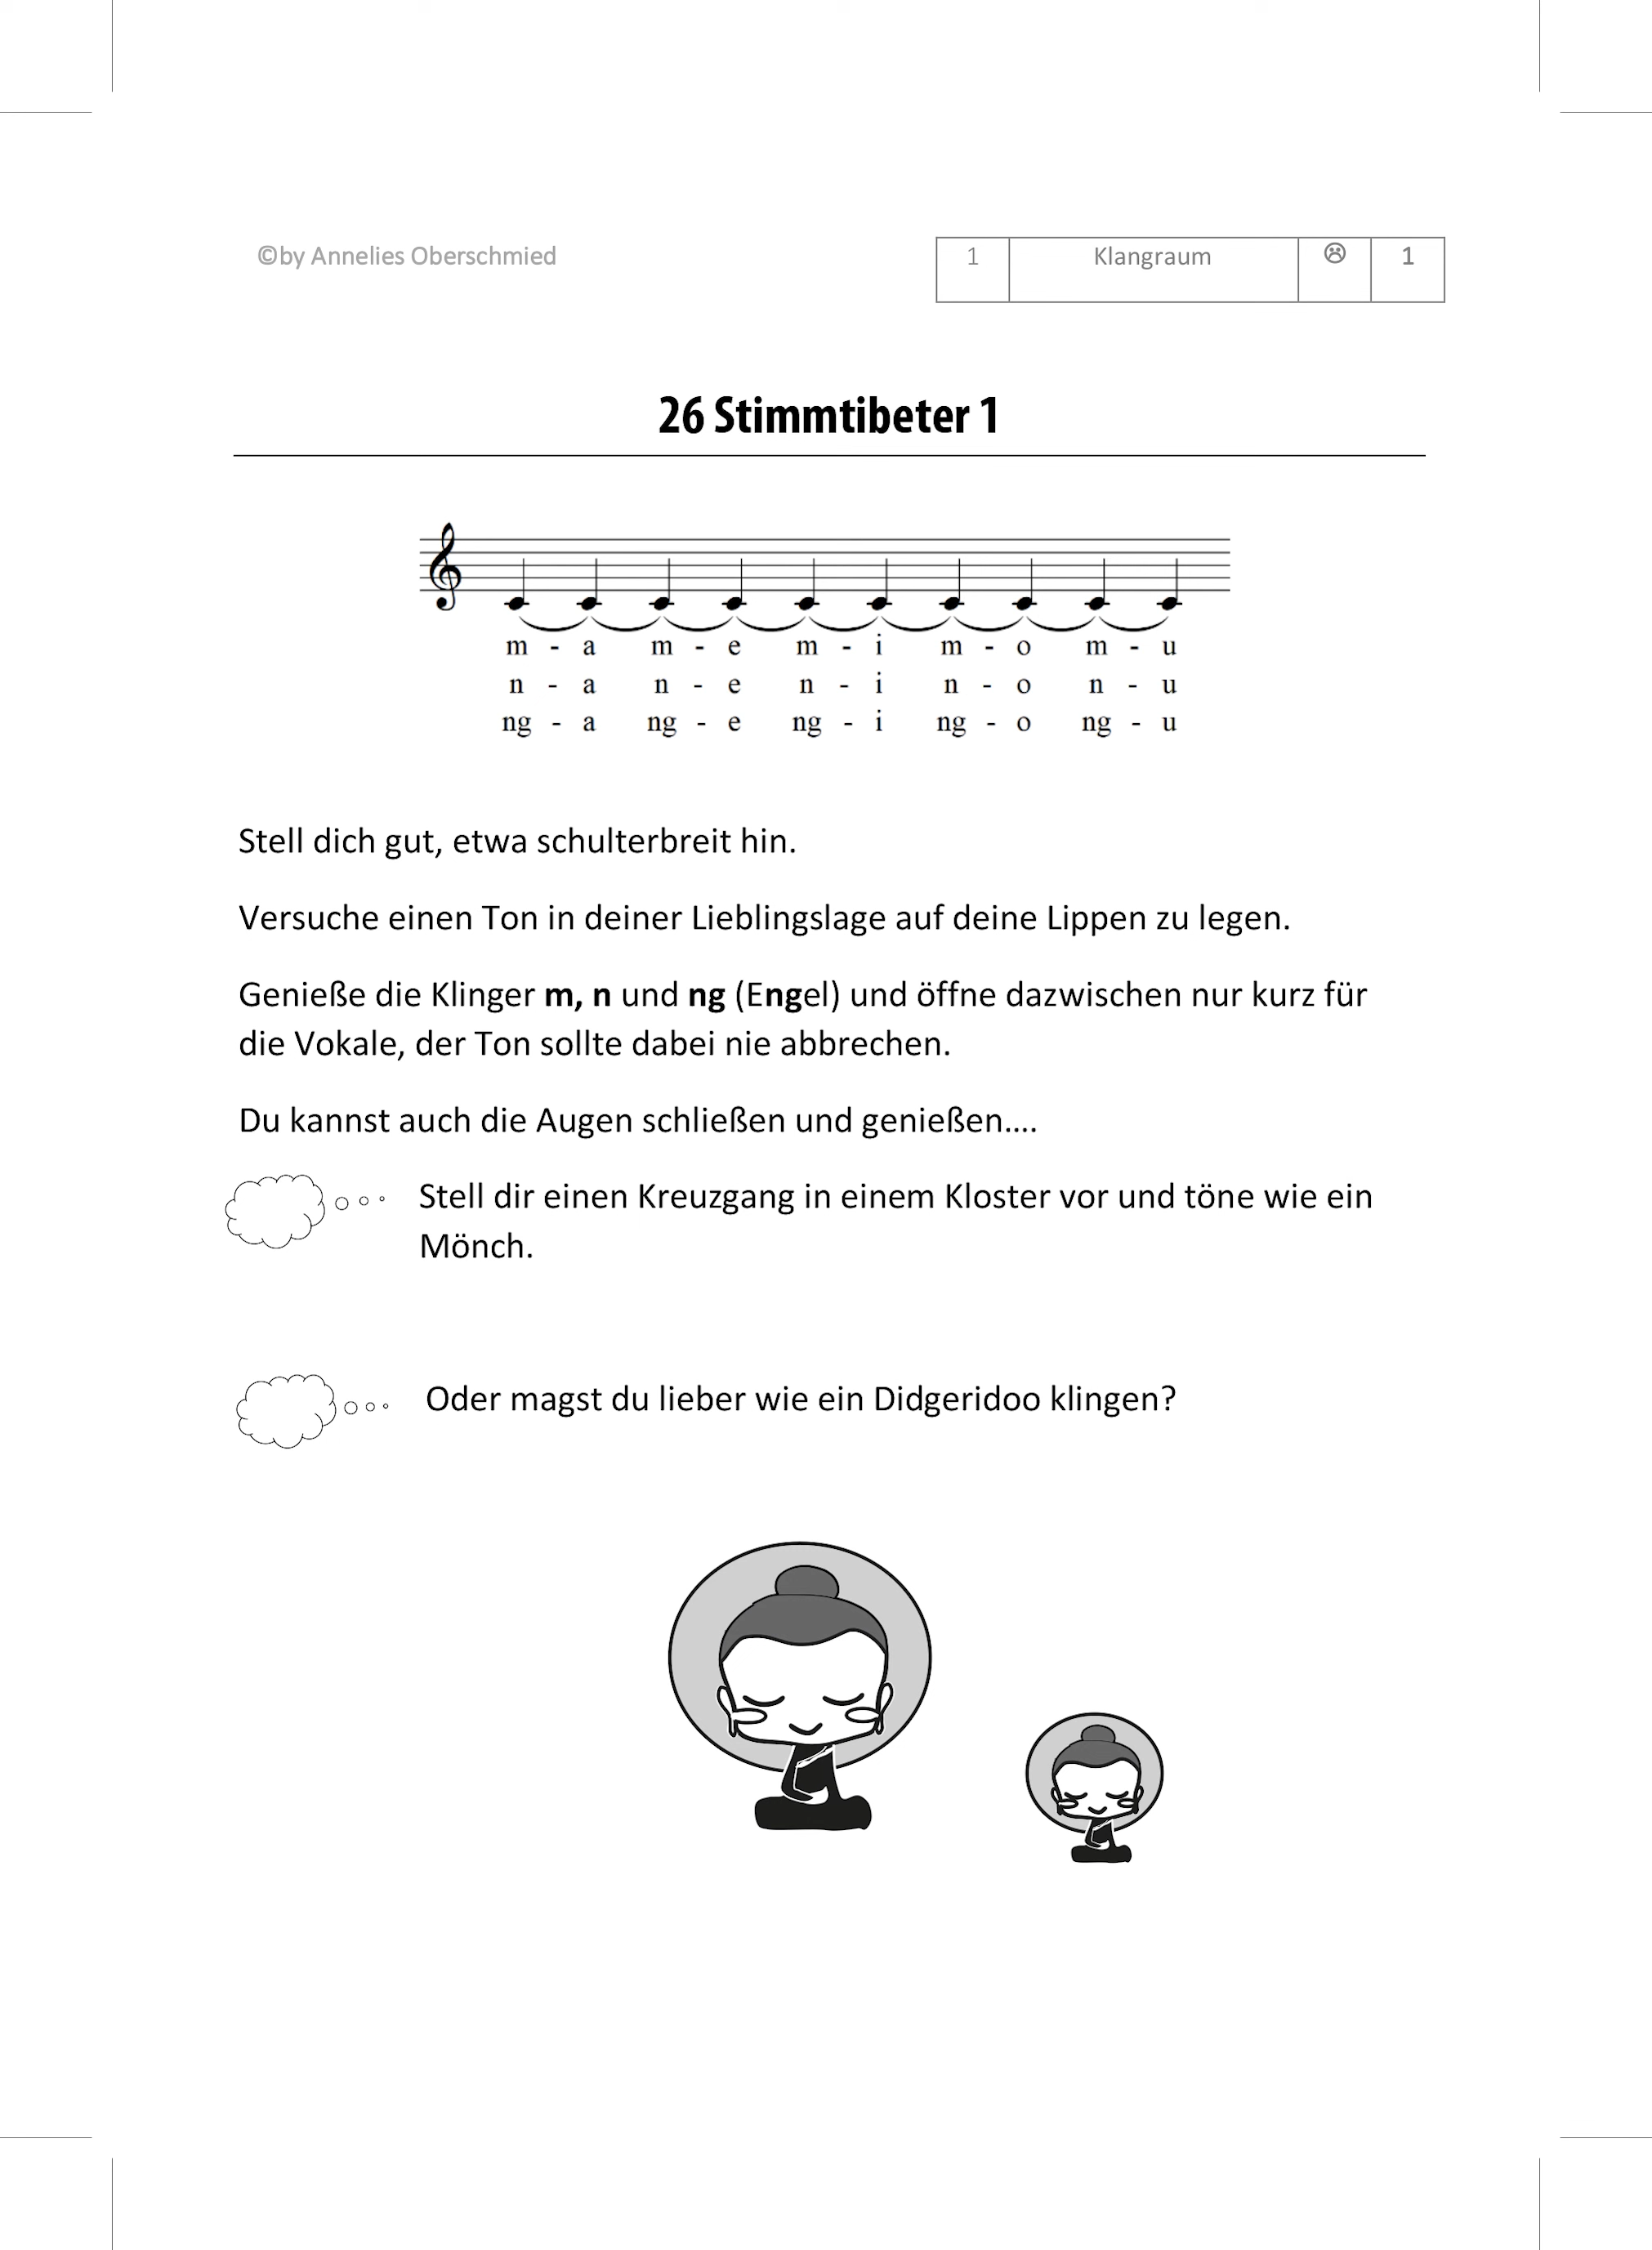 ©by Annelies Oberschmied
1 Klangraum ☹ 1
26 Stimmtibeter 1
m - a m - e m - i m - o m - u
n - a n - e n - i n - o n - u
ng - a ng - e ng - i ng - o ng - u
Stell dich gut, etwa schulterbreit hin.
Versuche einen Ton in deiner Lieblingslage auf deine Lippen zu legen.
Genieße die Klinger m, n und ng (Engel) und öffne dazwischen nur kurz für
die Vokale, der Ton sollte dabei nie abbrechen.
Du kannst auch die Augen schließen und genießen....
Stell dir einen Kreuzgang in einem Kloster vor und töne wie ein
Mönch.
Oder magst du lieber wie ein Didgeridoo klingen?